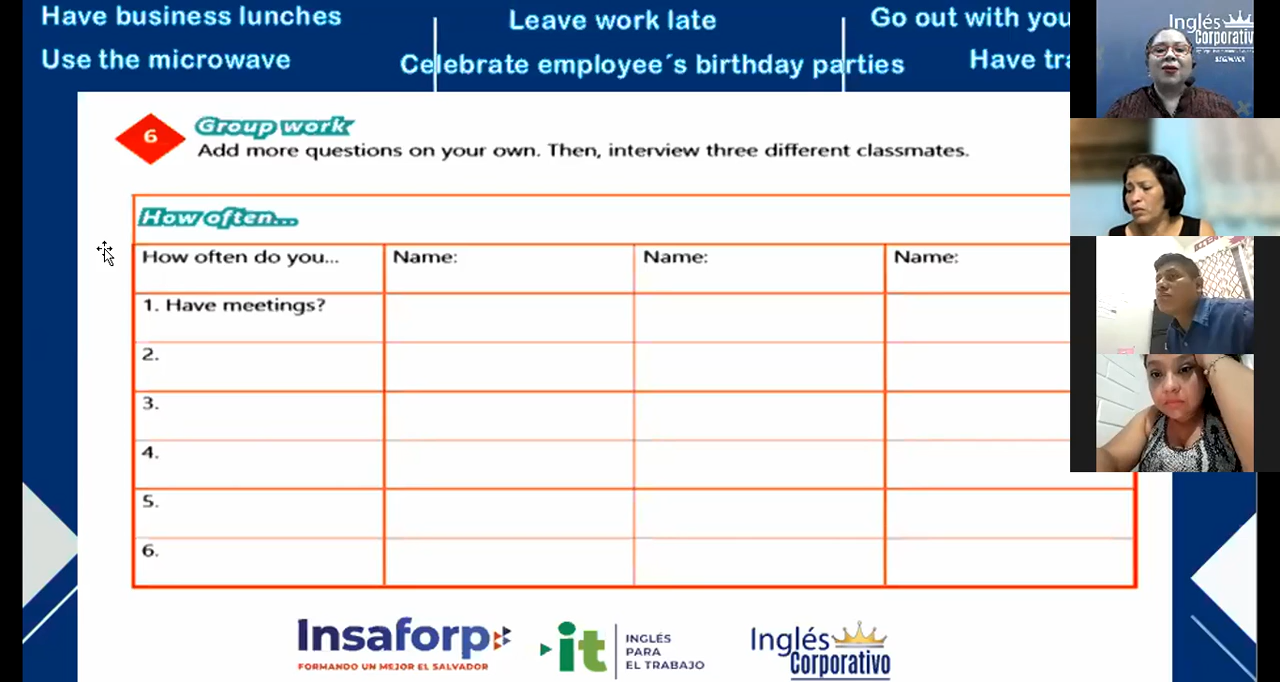 Have business lunches
Leave work late
Go out with you
Use the microwave
Celebrate employee´s birthday parties
Have
Inglés
Corporativo
6
Group work
Add more questions on your own. Then, interview three different classmates.
How often...
How often do you...
Name:
Name:
Name:
1. Have meetings?
2.
3.
4.
5.
6.
Insaforp
FORMANDO UN MEJOR EL SALVADOR
it
INGLÉS
PARA
EL TRABAJO
Inglés
Corporativo